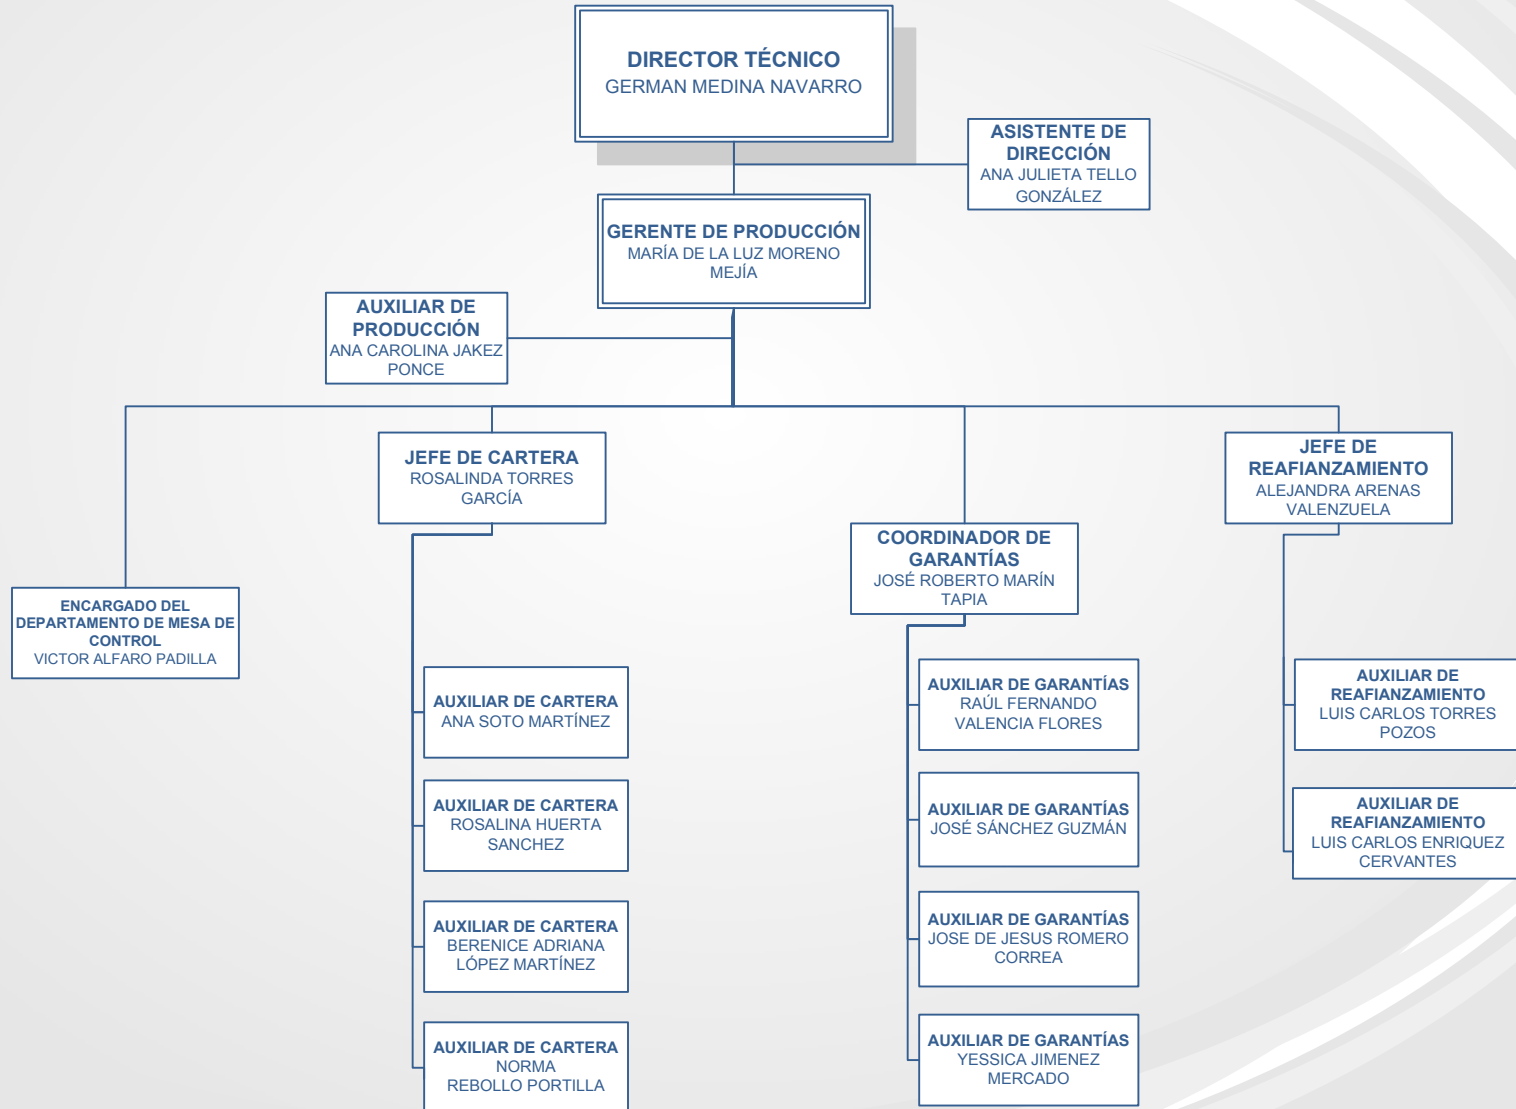 DIRECTOR TÉCNICO
GERMAN MEDINA NAVARRO
ASISTENTE DE
DIRECCIÓN
ANA JULIETA TELLO
GONZÁLEZ
GERENTE DE PRODUCCIÓN
MARÍA DE LA LUZ MORENO
MEJÍA
AUXILIAR DE
PRODUCCIÓN
ANA CAROLINA JAKEZ
PONCE
JEFE DE CARTERA
ROSALINDA TORRES
GARCÍA
JEFE DE
REAFIANZAMIENTO
ALEJANDRA ARENAS
VALENZUELA
COORDINADOR DE
GARANTÍAS
JOSÉ ROBERTO MARÍN
TAPIA
ENCARGADO DEL
DEPARTAMENTO DE MESA DE
CONTROL
VICTOR ALFARO PADILLA
AUXILIAR DE CARTERA
ANA SOTO MARTÍNEZ
AUXILIAR DE CARTERA
ROSALINA HUERTA
SANCHEZ
AUXILIAR DE CARTERA
BERENICE ADRIANA
LÓPEZ MARTÍNEZ
AUXILIAR DE CARTERA
NORMA
REBOLLO PORTILLA
AUXILIAR DE GARANTÍAS
RAÚL FERNANDO
VALENCIA FLORES
AUXILIAR DE GARANTÍAS
JOSÉ SÁNCHEZ GUZMÁN
AUXILIAR DE GARANTÍAS
JOSE DE JESUS ROMERO
CORREA
AUXILIAR DE GARANTÍAS
YESSICA JIMENEZ
MERCADO
AUXILIAR DE
REAFIANZAMIENTO
LUIS CARLOS TORRES
POZOS
AUXILIAR DE
REAFIANZAMIENTO
LUIS CARLOS ENRIQUEZ
CERVANTES